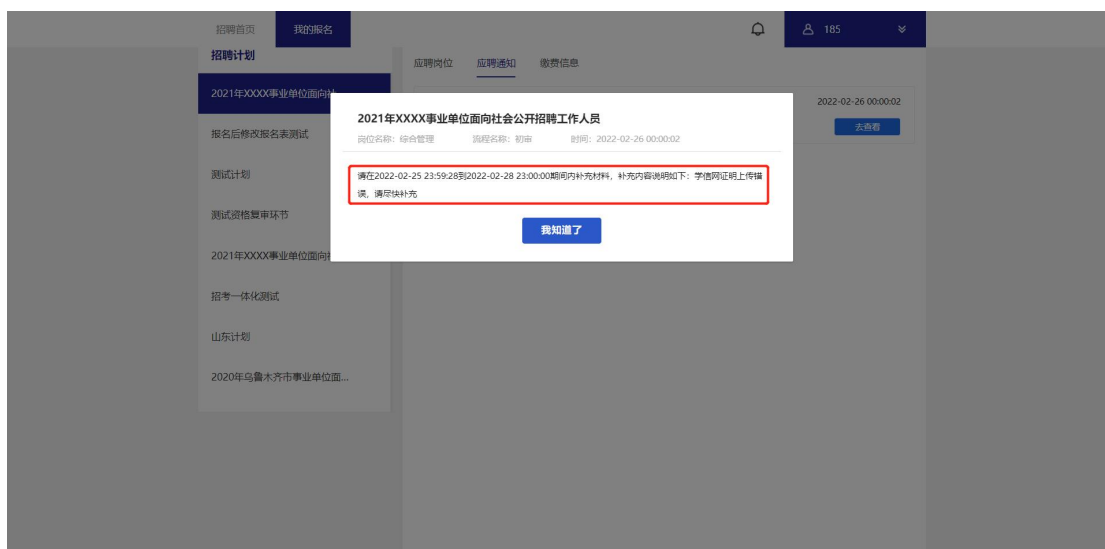 招聘首页
我的报名
185
招聘计划
应聘岗位
应聘通知
缴费信息
2021年XXXX事业单位面向社
2022-02-26 00:00:02
去查看
报名后修改报名表测试
测试计划
测试资格复审环节
2021年XXXX事业单位面向社
招考一体化测试
山东计划
2020年乌鲁木齐市事业单位面...
2021年XXXX事业单位面向社会公开招聘工作人员
岗位名称：综合管理
流程名称：初审
时间：2022-02-26 00:00:02
请在2022-02-25 23:59:28到2022-02-28 23:00:00期间内补充材料，补充内容说明如下：学信网证明上传错
误，请尽快补充
我知道了